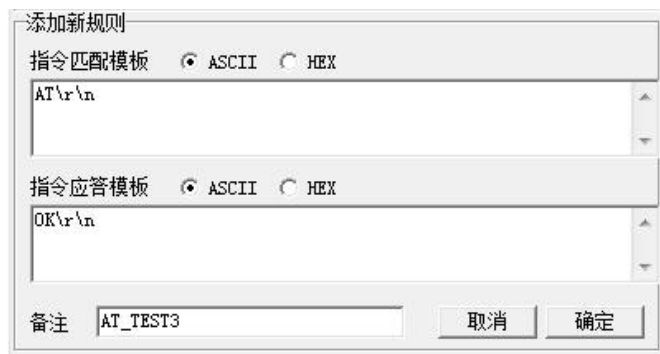 添加新规则
指令匹配模板 ASCII HEX
AT\r\n
指令应答模板 ASCII HEX
OK\r\n
备注 AT_TEST3 取消 确定